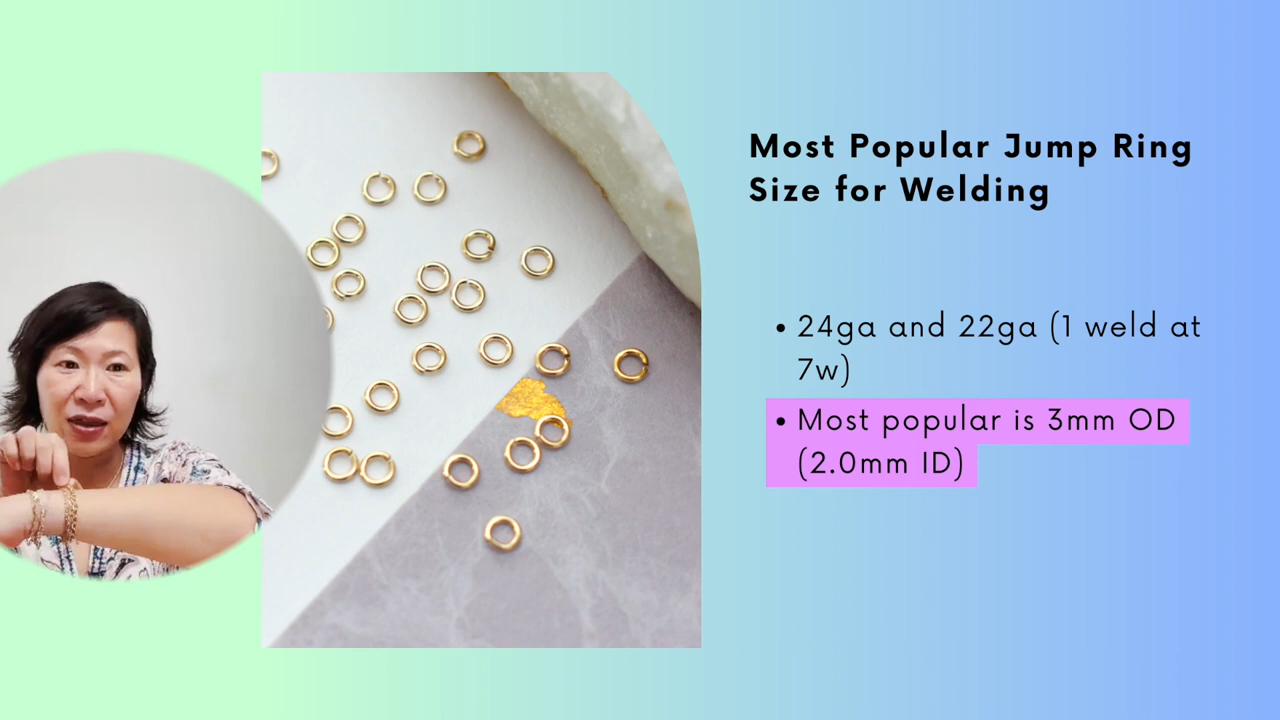 Most Popular Jump Ring
Size for Welding
• 24ga and 22ga (1 weld at
7w)
• Most popular is 3mm OD
(2.0mm ID)